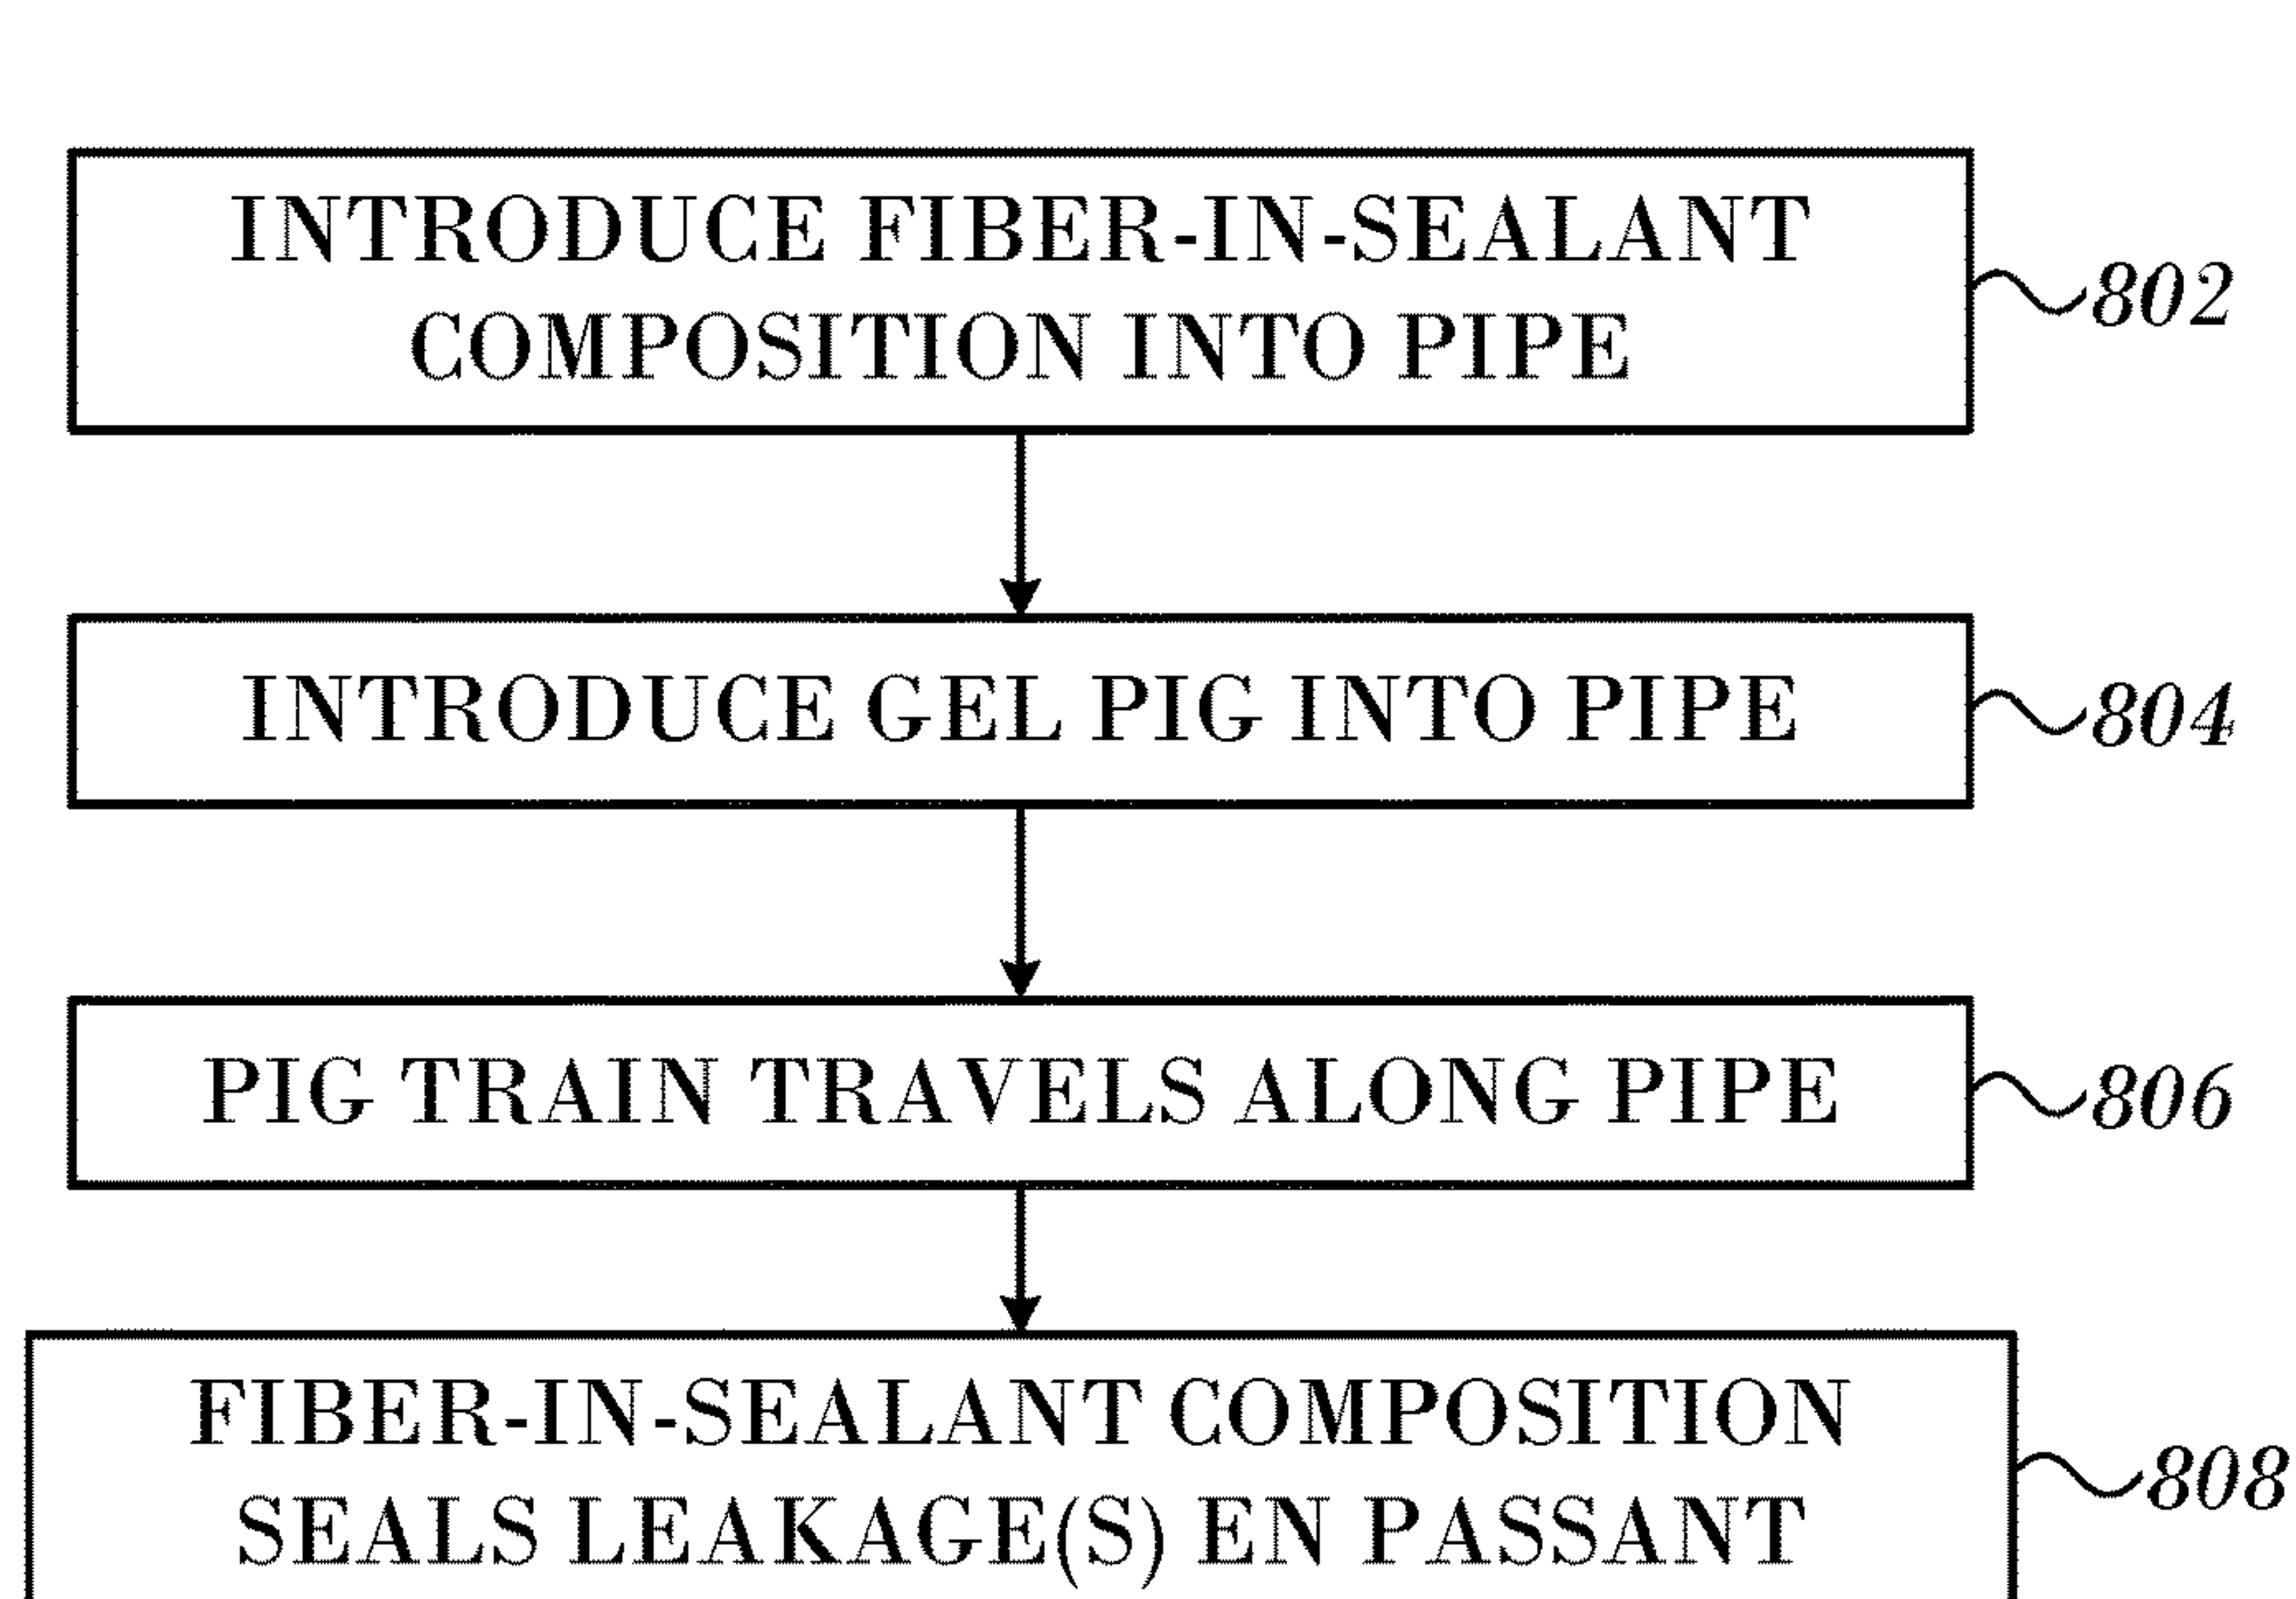 INTRODUCE FIBER-IN-SEALANT
COMPOSITION INTO PIPE
802
INTRODUCE GEL PIG INTO PIPE
804
PIG TRAIN TRAVELS ALONG PIPE
806
FIBER-IN-SEALANT COMPOSITION
SEALS LEAKAGE(S) EN PASSANT
808